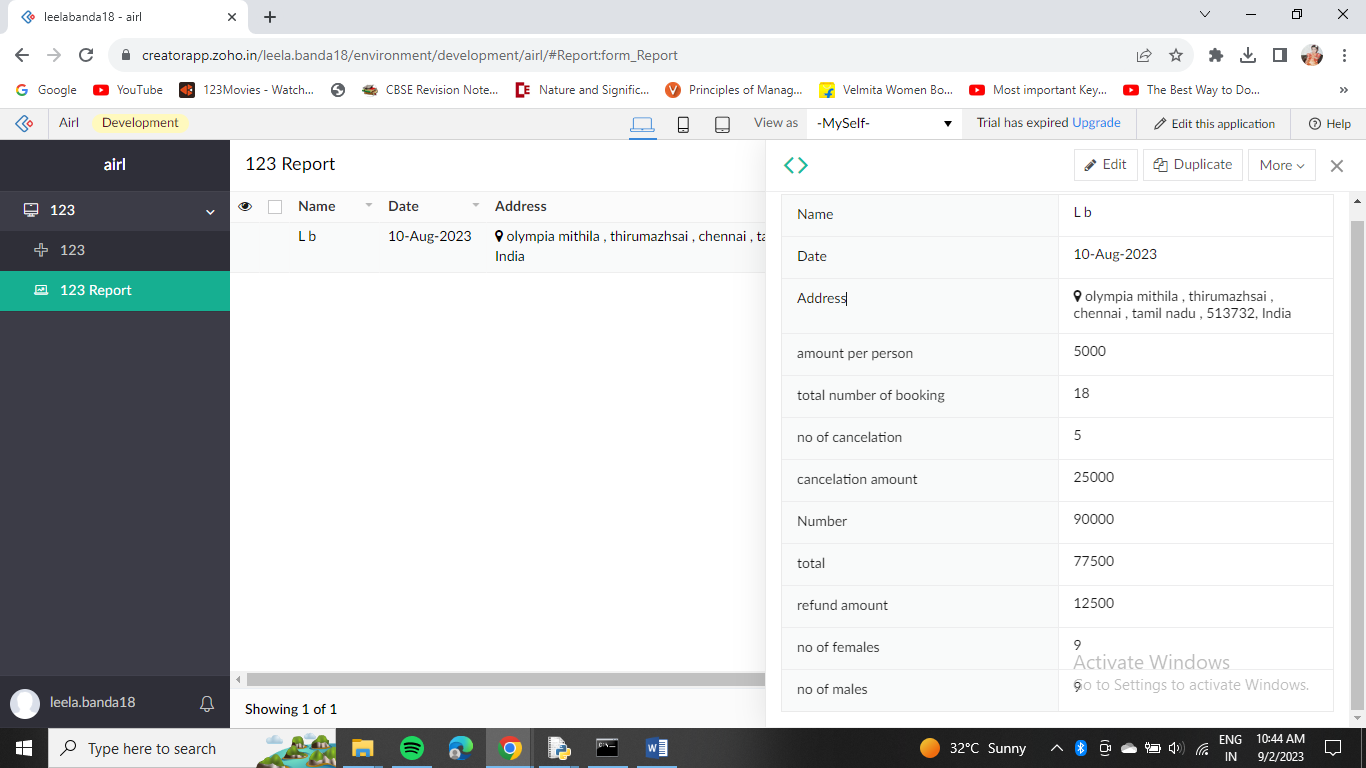 leelabanda18 - airl
creatorapp.zoho.in/leela.banda18/environment/development/airl/#Report:form_Report
Google YouTube 123Movies - Watch... CBSE Revision Note... Nature and Signific... Principles of Manag... Velmita Women Bo... Most important Key... The Best Way to Do... »
Airl Development View as -MySelf- Trial has expired Upgrade Edit this application Help
airl
123
123
123 Report
leela.banda18
123 Report
Name Date Address
L b 10-Aug-2023 olympia mithila , thirumazhsai , chennai , ta
India
Showing 1 of 1
Edit Duplicate More
Name L b
Date 10-Aug-2023
Address olympia mithila , thirumazhsai ,
chennai , tamil nadu , 513732, India
amount per person 5000
total number of booking 18
no of cancelation 5
cancelation amount 25000
Number 90000
total 77500
refund amount 12500
no of females 9
no of males 9
Activate Windows
Go to Settings to activate Windows.
Type here to search 32°C Sunny ENG 10:44 AM
IN 9/2/2023